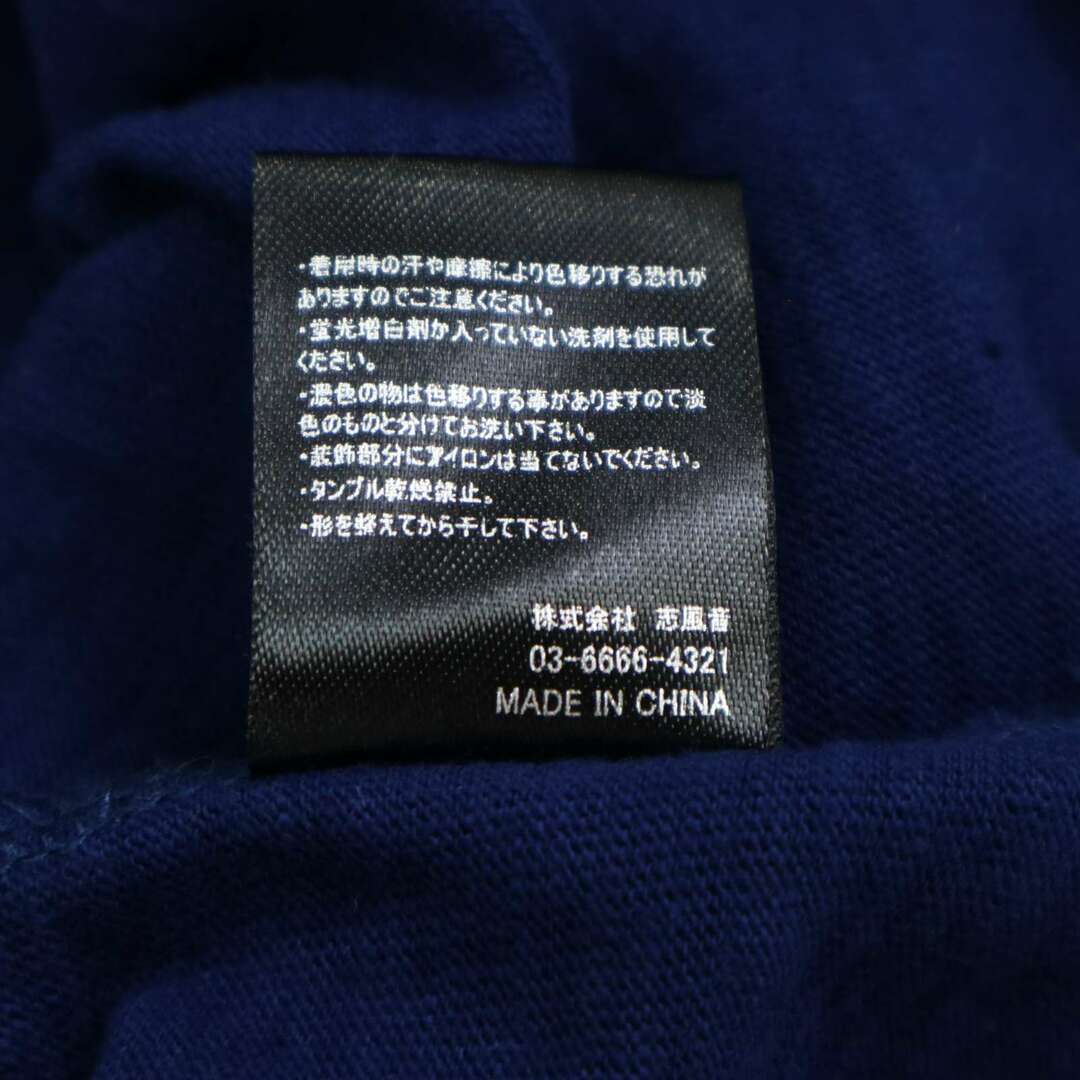 ・着用時の汗や摩擦により色移りする恐れが
ありますのでご注意ください。
・蛍光増白剤が入っていない洗剤を使用して
ください。
・濃色の物は色移りする事がありますので淡
色のものと分けてお洗い下さい。
・装飾部分にアイロンは当てないでください。
・タンブル乾燥禁止。
・形を整えてから干して下さい。
株式会社 志風音
03-6666-4321
MADE IN CHINA